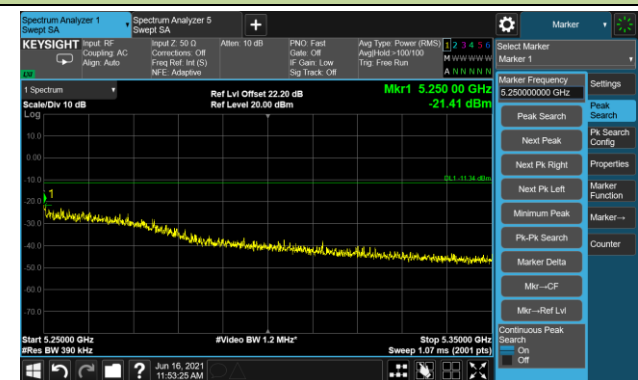 Spectrum Analyzer 1
Swept SA
Spectrum Analyzer 5
Swept SA
+
Marker
KEYSIGHT
Input: RF
Coupling: AC
Align: Auto
Input Z: 50 Ω
Corrections: Off
Freq Ref: Int (S)
NFE: Adaptive
Atten: 10 dB
PNO: Fast
Gate: Off
IF Gain: Low
Sig Track: Off
Avg Type: Power (RMS)
Avg|Hold:>100/100
Trig: Free Run
1 2 3 4 5 6
M W W W W W
A N N N N N
Select Marker
Marker 1
1 Spectrum
Scale/Div 10 dB
Log
Ref Lvl Offset 22.20 dB
Ref Level 20.00 dBm
Mkr1 5.250 00 GHz
-21.41 dBm
10.0
0.00
-10.0
-20.0
-30.0
-40.0
-50.0
-60.0
-70.0
DL1 -11.34 dBm
1
Start 5.25000 GHz
#Res BW 390 kHz
#Video BW 1.2 MHz*
Stop 5.35000 GHz
Sweep 1.07 ms (2001 pts)
Marker Frequency
5.250000000 GHz
Peak Search
Next Peak
Next Pk Right
Next Pk Left
Minimum Peak
Pk-Pk Search
Marker Delta
Mkr→CF
Mkr→Ref Lvl
Continuous Peak
Search
On
Off
Settings
Peak
Search
Pk Search
Config
Properties
Marker
Function
Marker→
Counter
?
Jun 16, 2021
11:53:25 AM